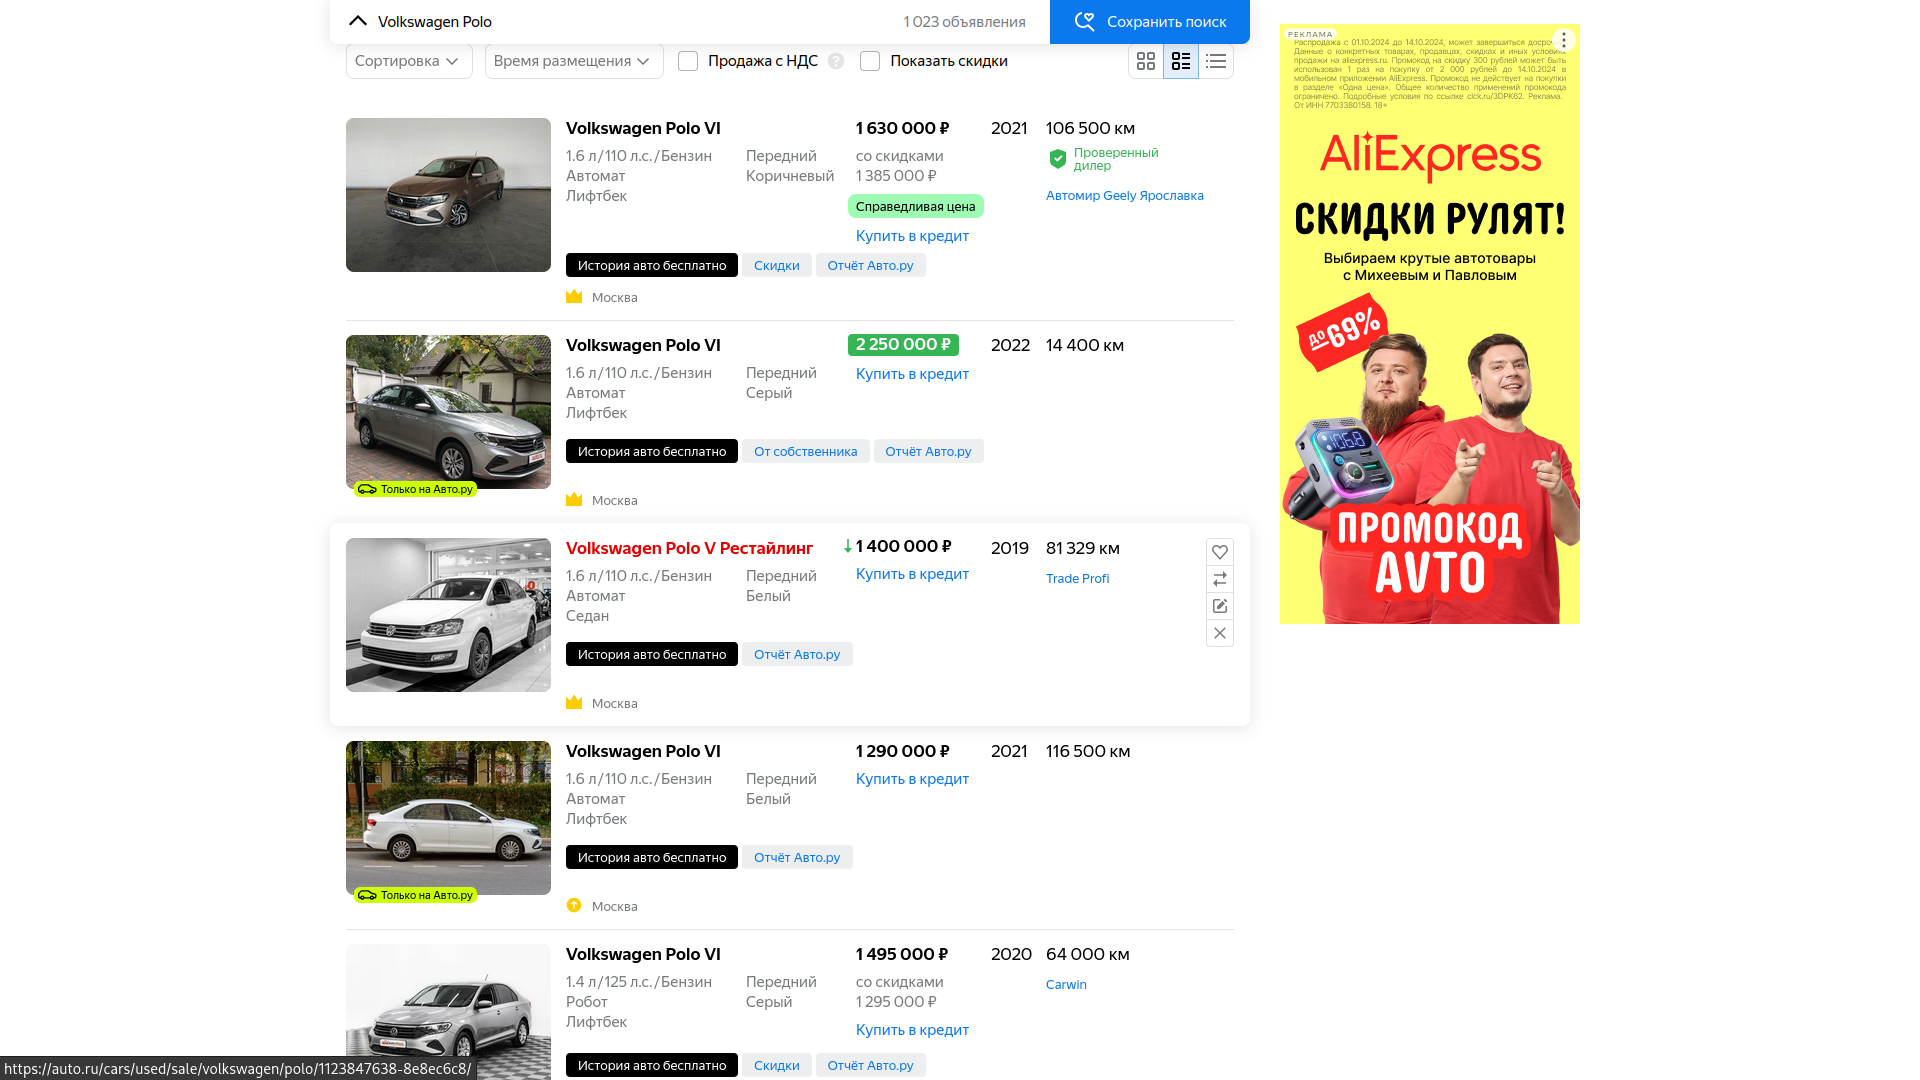 Volkswagen Polo
1 023 объявления
Сохранить поиск
Сортировка
Время размещения
Продажа с НДС
?
Показать скидки
Volkswagen Polo VI
1 630 000 ₽
2021
106 500 км
1.6 л/110 л.с./Бензин
Автомат
Лифтбек
Передний
Коричневый
со скидками
1 385 000 ₽
Справедливая цена
Купить в кредит
Проверенный
дилер
Автомир Geely Ярославка
История авто бесплатно
Скидки
Отчёт Авто.ру
Москва
Volkswagen Polo VI
2 250 000 ₽
2022
14 400 км
1.6 л/110 л.с./Бензин
Автомат
Лифтбек
Передний
Серый
Купить в кредит
История авто бесплатно
От собственника
Отчёт Авто.ру
Только на Авто.ру
Москва
Volkswagen Polo V Рестайлинг
1 400 000 ₽
2019
81 329 км
1.6 л/110 л.с./Бензин
Автомат
Седан
Передний
Белый
Купить в кредит
Trade Profi
История авто бесплатно
Отчёт Авто.ру
Москва
Volkswagen Polo VI
1 290 000 ₽
2021
116 500 км
1.6 л/110 л.с./Бензин
Автомат
Лифтбек
Передний
Белый
Купить в кредит
История авто бесплатно
Отчёт Авто.ру
Только на Авто.ру
Москва
Volkswagen Polo VI
1 495 000 ₽
2020
64 000 км
1.4 л/125 л.с./Бензин
Робот
Лифтбек
Передний
Серый
со скидками
1 295 000 ₽
Купить в кредит
Carwin
История авто бесплатно
Скидки
Отчёт Авто.ру
https://auto.ru/cars/used/sale/volkswagen/polo/1123847638-8e8ec6c8/
РЕКЛАМА
Распродажа с 01.10.2024 до 14.10.2024, может завершиться
Данные о конкретных товарах, продавцах, скидках и иных условиях
продажи на aliexpress.ru. Промокод на скидку 300 рублей может быть
использован 1 раз на покупку от 2 000 рублей до 14.10.2024 в
мобильном приложении AliExpress. Промокод не действует на покупки
в разделе «Одна цена». Общее количество применений промокода
ограничено. Подробные условия по ссылке clck.ru/3DPK62. Реклама.
От ИНН 7703380158. 18+
AliExpress
СКИДКИ РУЛЯТ!
Выбираем крутые автотовары
с Михеевым и Павловым
до 69%
106.8
ПРОМОКОД
AVTO